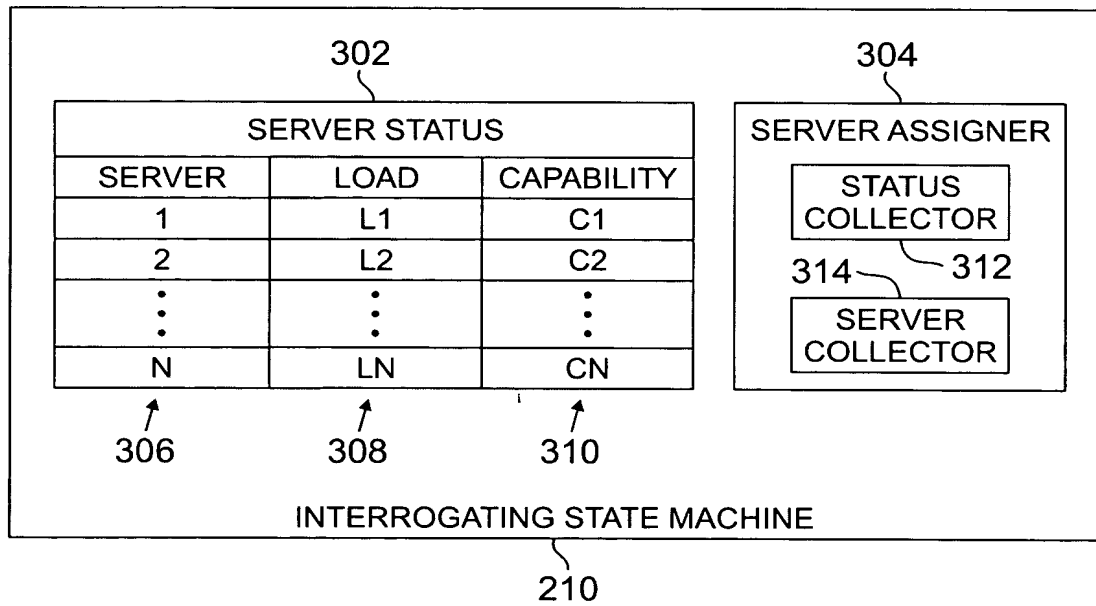 302
304
SERVER STATUS
SERVER LOAD CAPABILITY
1 L1 C1
2 L2 C2
N LN CN
306 308 310
SERVER ASSIGNER
STATUS
COLLECTOR
312
314
SERVER
COLLECTOR
INTERROGATING STATE MACHINE
210